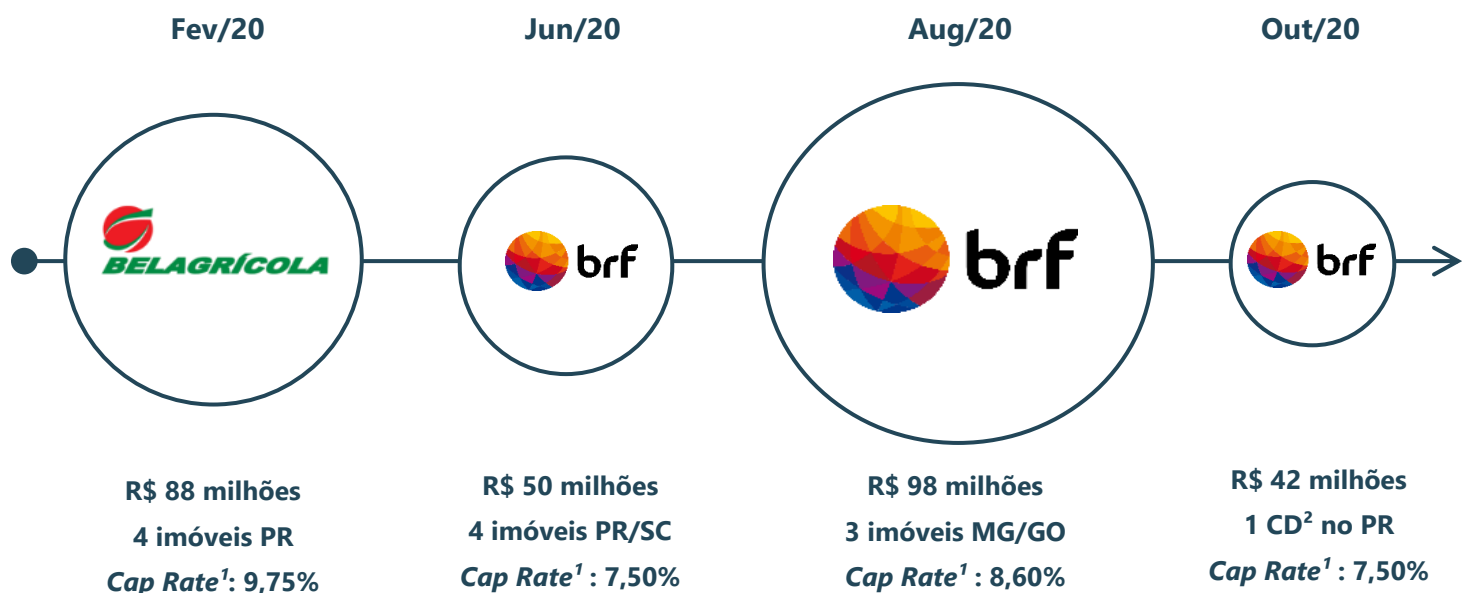 Fev/20
Jun/20
Aug/20
Out/20
BELAGRÍCOLA
brf
brf
brf
R$ 88 milhões
4 imóveis PR
Cap Rate¹: 9,75%
R$ 50 milhões
4 imóveis PR/SC
Cap Rate¹ : 7,50%
R$ 98 milhões
3 imóveis MG/GO
Cap Rate¹ : 8,60%
R$ 42 milhões
1 CD² no PR
Cap Rate¹ : 7,50%